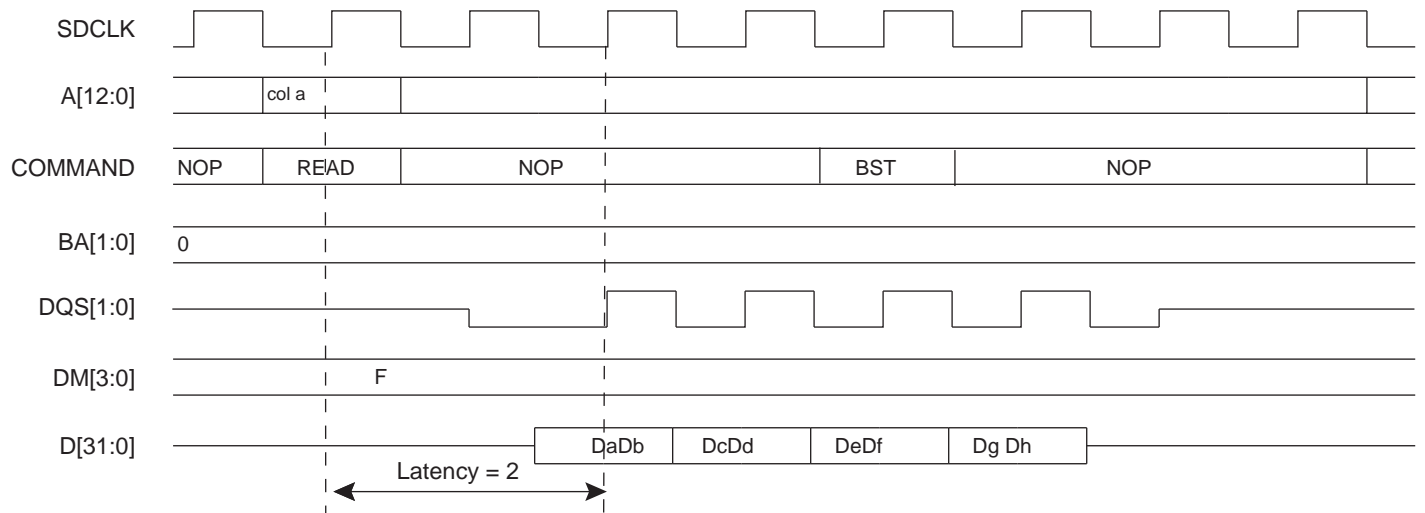 SDCLK
A[12:0] col a
COMMAND NOP READ NOP BST NOP
BA[1:0] 0
DQS[1:0]
DM[3:0] F
D[31:0] DaDb DcDd DeDf Dg Dh
Latency = 2